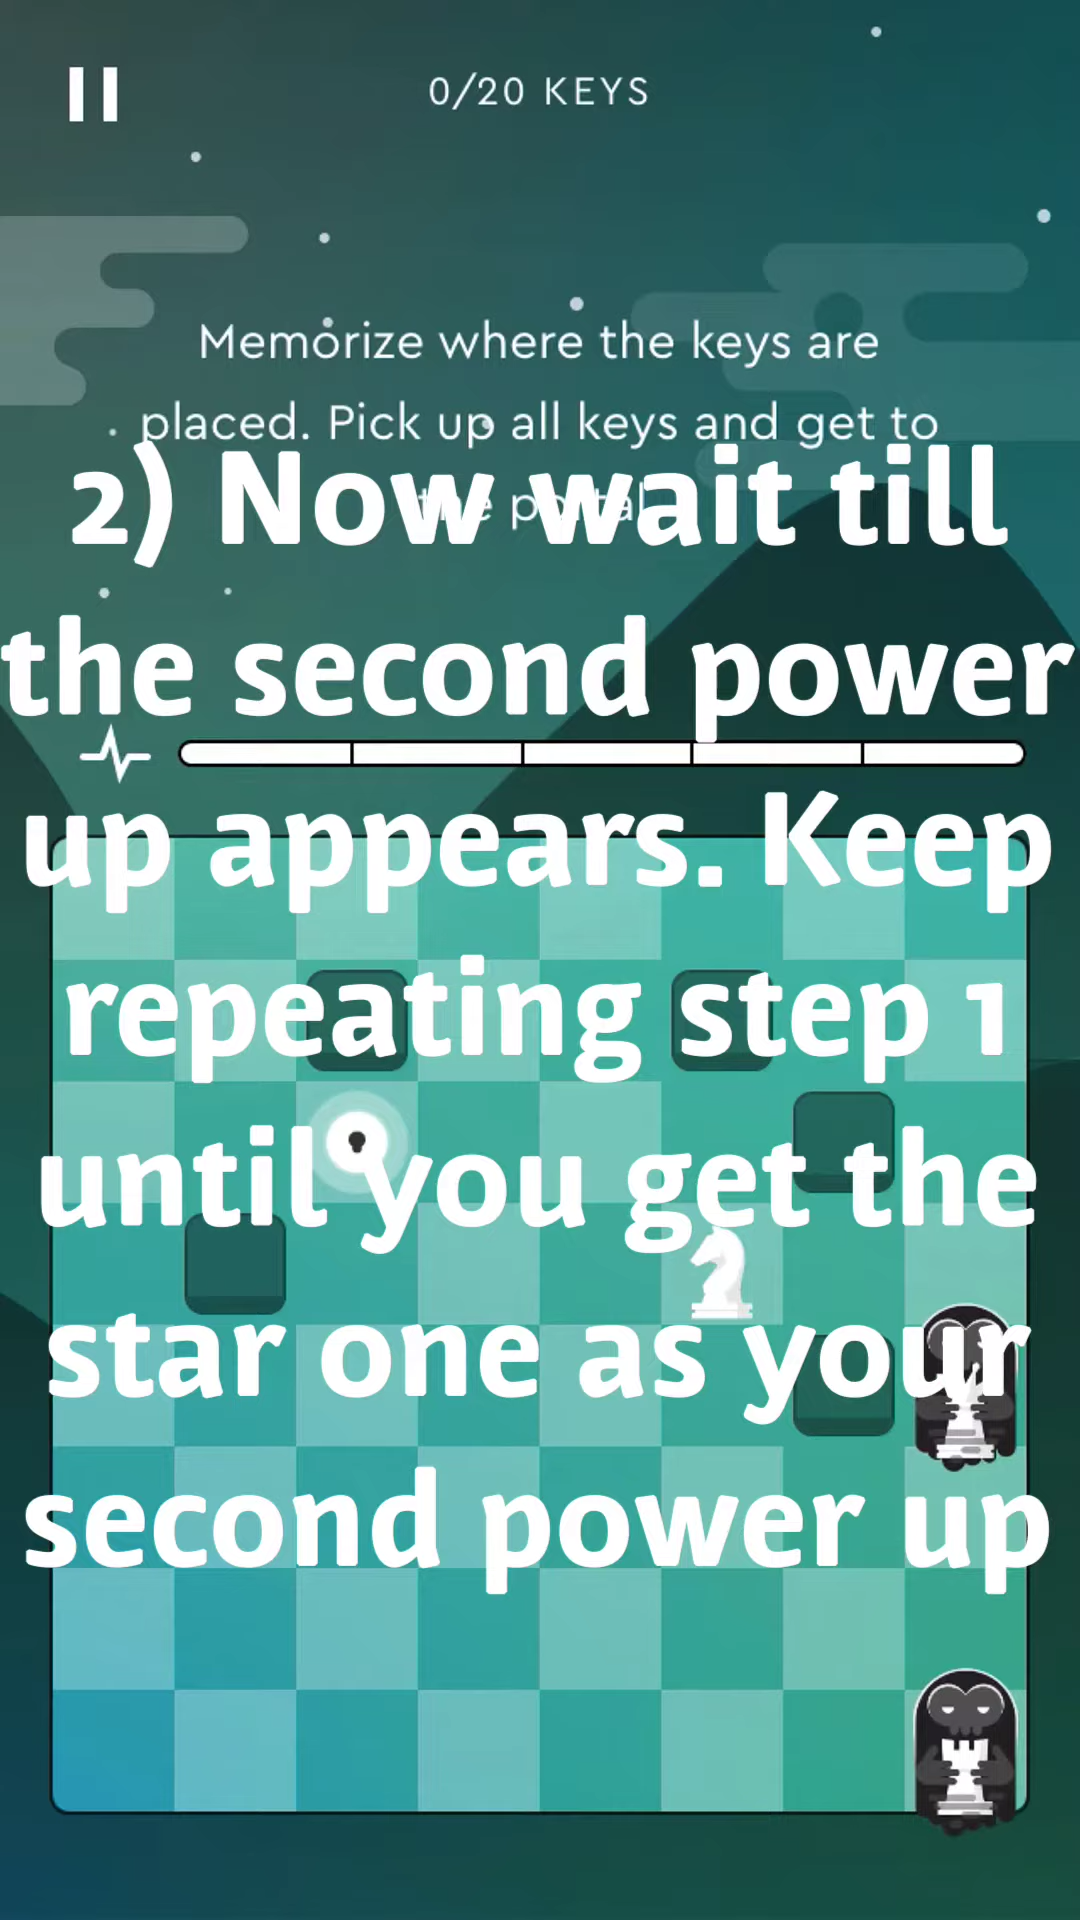 0/20 KEYS
Memorize where the keys are
placed. Pick up all keys and get to
the portal
2) Now wait till
the second power
up appears. Keep
repeating step 1
until you get the
star one as your
second power up